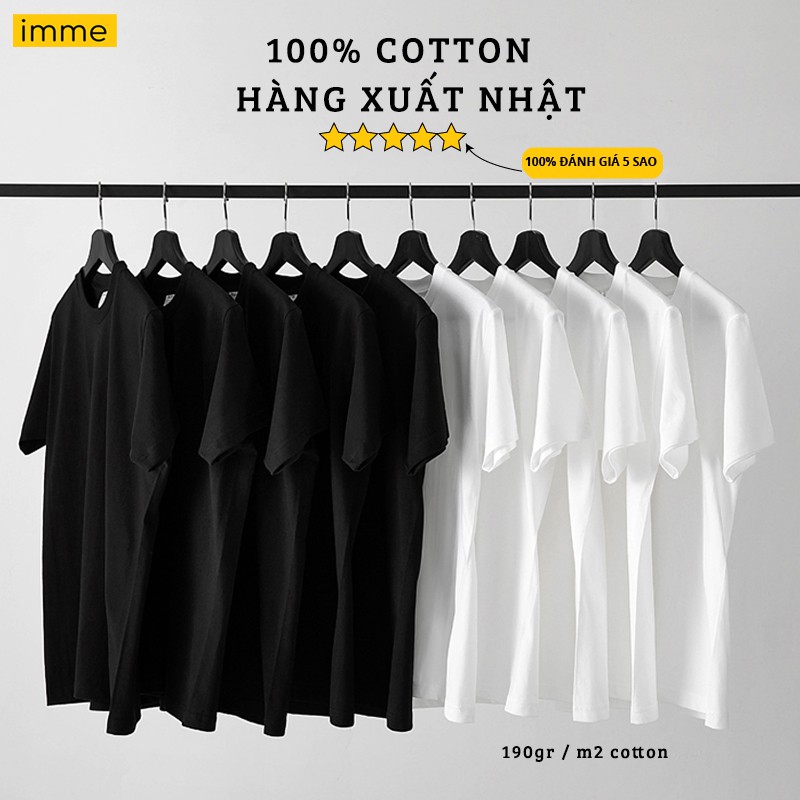 imme
100% COTTON
HÀNG XUẤT NHẬT
100% ĐÁNH GIÁ 5 SAO
190gr / m2 cotton